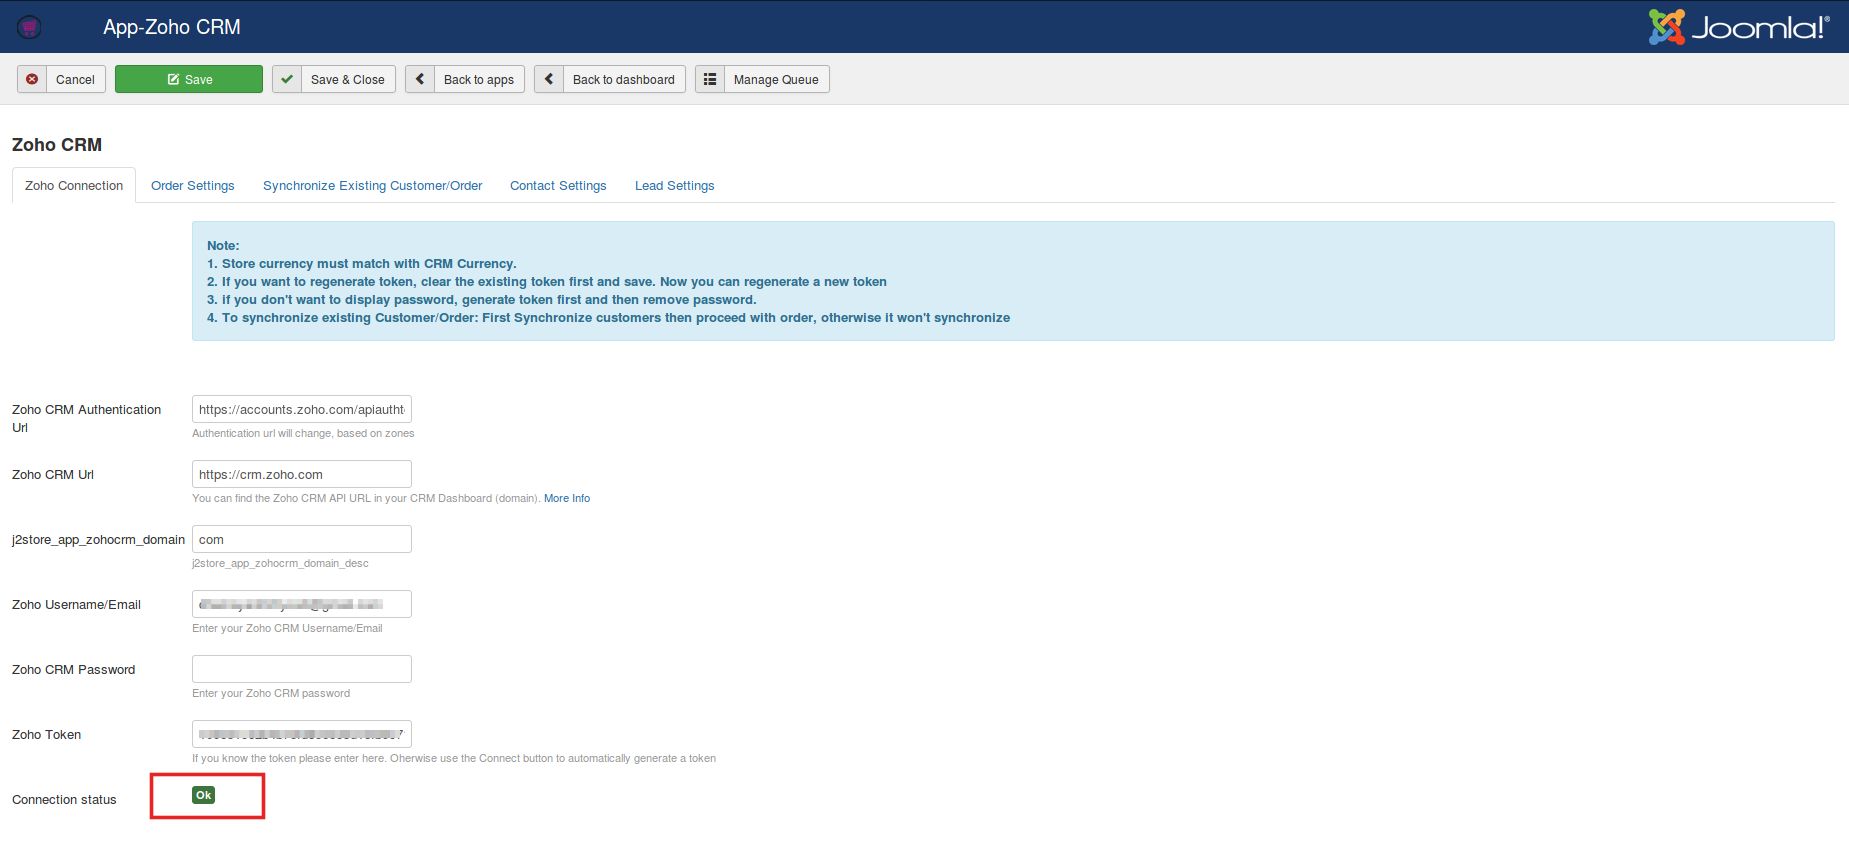 App-Zoho CRM
Joomla!®
Cancel
Save
Save & Close
Back to apps
Back to dashboard
Manage Queue
Zoho CRM
Zoho Connection
Order Settings
Synchronize Existing Customer/Order
Contact Settings
Lead Settings
Note:
1. Store currency must match with CRM Currency.
2. If you want to regenerate token, clear the existing token first and save. Now you can regenerate a new token
3. if you don't want to display password, generate token first and then remove password.
4. To synchronize existing Customer/Order: First Synchronize customers then proceed with order, otherwise it won't synchronize
Zoho CRM Authentication
Url
https://accounts.zoho.com/apiautht
Authentication url will change, based on zones
Zoho CRM Url
https://crm.zoho.com
You can find the Zoho CRM API URL in your CRM Dashboard (domain). More Info
j2store_app_zohocrm_domain
com
j2store_app_zohocrm_domain_desc
Zoho Username/Email
Enter your Zoho CRM Username/Email
Zoho CRM Password
Enter your Zoho CRM password
Zoho Token
If you know the token please enter here. Oherwise use the Connect button to automatically generate a token
Connection status
Ok